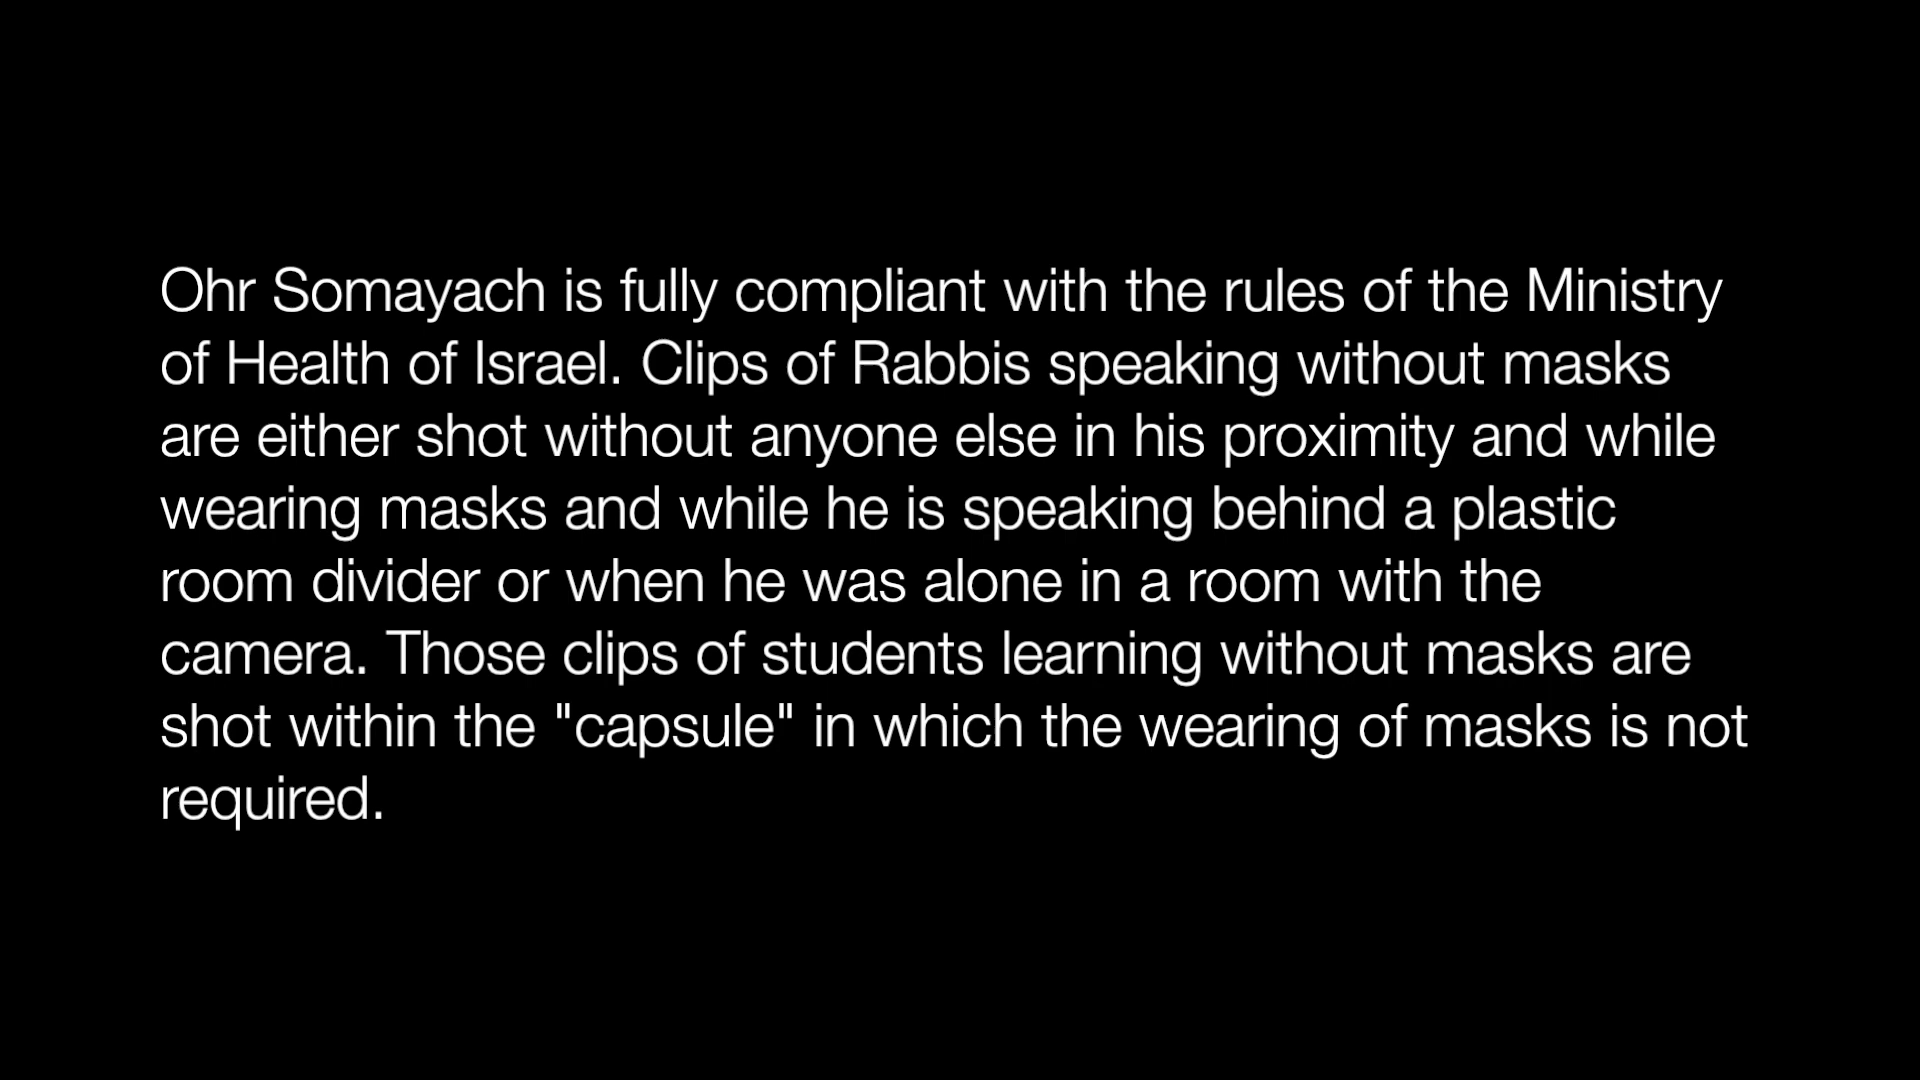 Ohr Somayach is fully compliant with the rules of the Ministry
of Health of Israel. Clips of Rabbis speaking without masks
are either shot without anyone else in his proximity and while
wearing masks and while he is speaking behind a plastic
room divider or when he was alone in a room with the
camera. Those clips of students learning without masks are
shot within the "capsule" in which the wearing of masks is not
required.